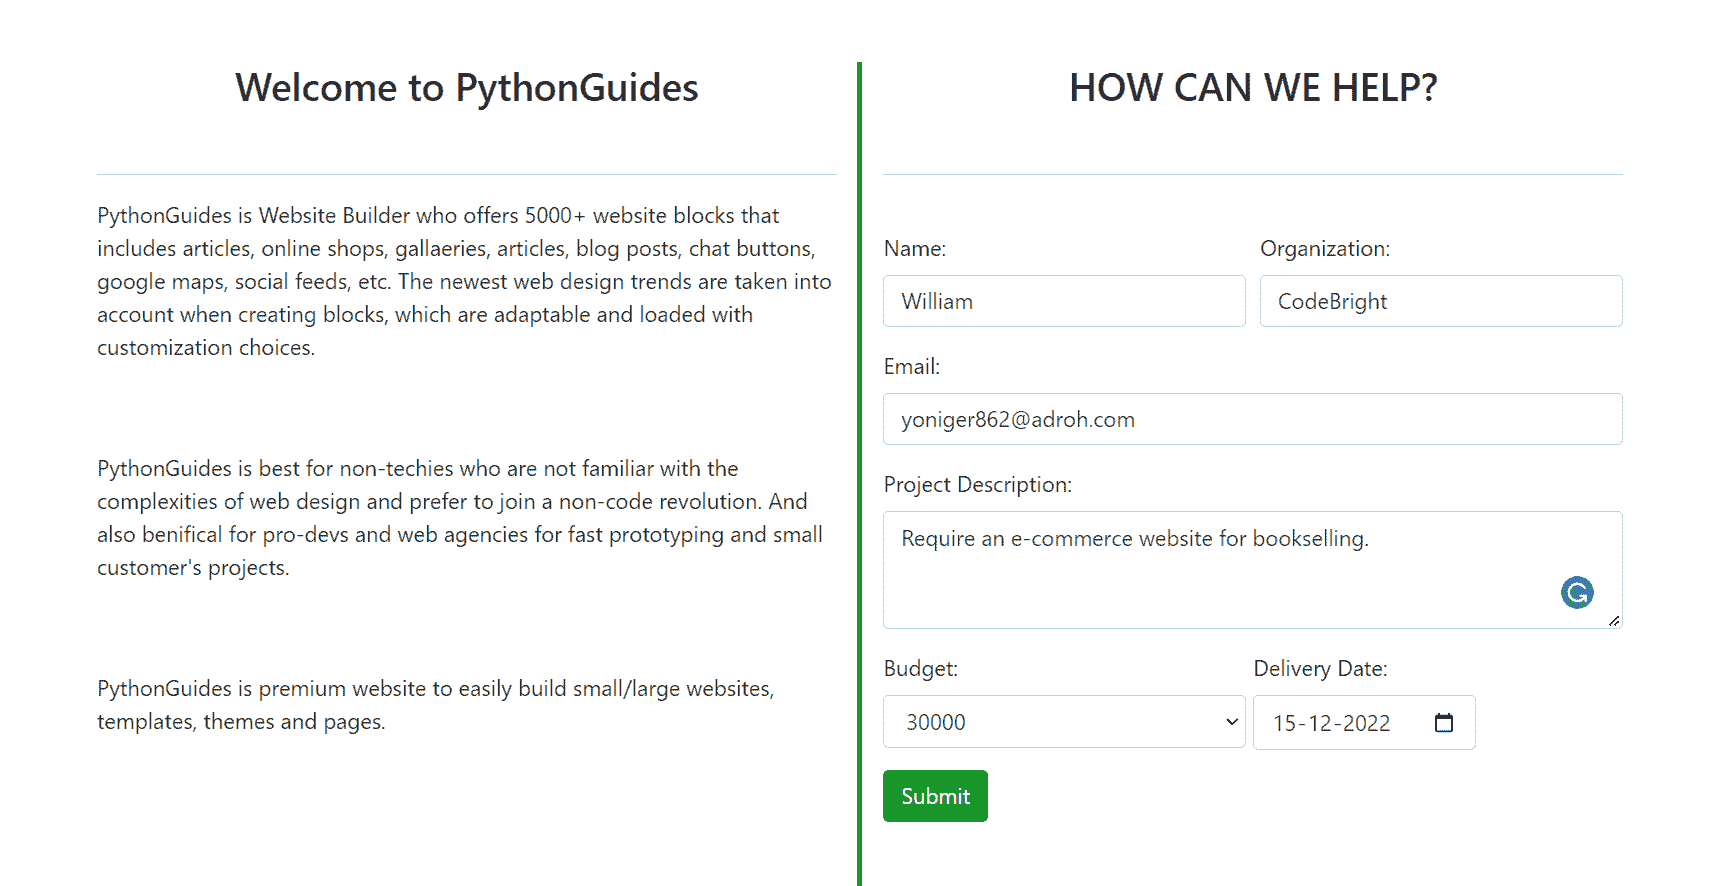 Welcome to PythonGuides
PythonGuides is Website Builder who offers 5000+ website blocks that
includes articles, online shops, gallaeries, articles, blog posts, chat buttons,
google maps, social feeds, etc. The newest web design trends are taken into
account when creating blocks, which are adaptable and loaded with
customization choices.
PythonGuides is best for non-techies who are not familiar with the
complexities of web design and prefer to join a non-code revolution. And
also benifical for pro-devs and web agencies for fast prototyping and small
customer's projects.
PythonGuides is premium website to easily build small/large websites,
templates, themes and pages.
HOW CAN WE HELP?
Name: Organization:
William CodeBright
Email:
yoniger862@adroh.com
Project Description:
Require an e-commerce website for bookselling.
Budget: Delivery Date:
30000 15-12-2022
Submit